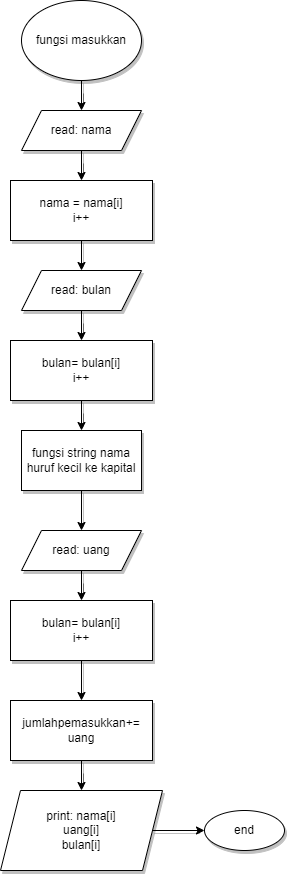 fungsi masukkan
read: nama
nama = nama[i]
i++
read: bulan
bulan= bulan[i]
i++
fungsi string nama
huruf kecil ke kapital
read: uang
bulan= bulan[i]
i++
jumlahpemasukkan+=
uang
print: nama[i]
uang[i]
bulan[i]
end